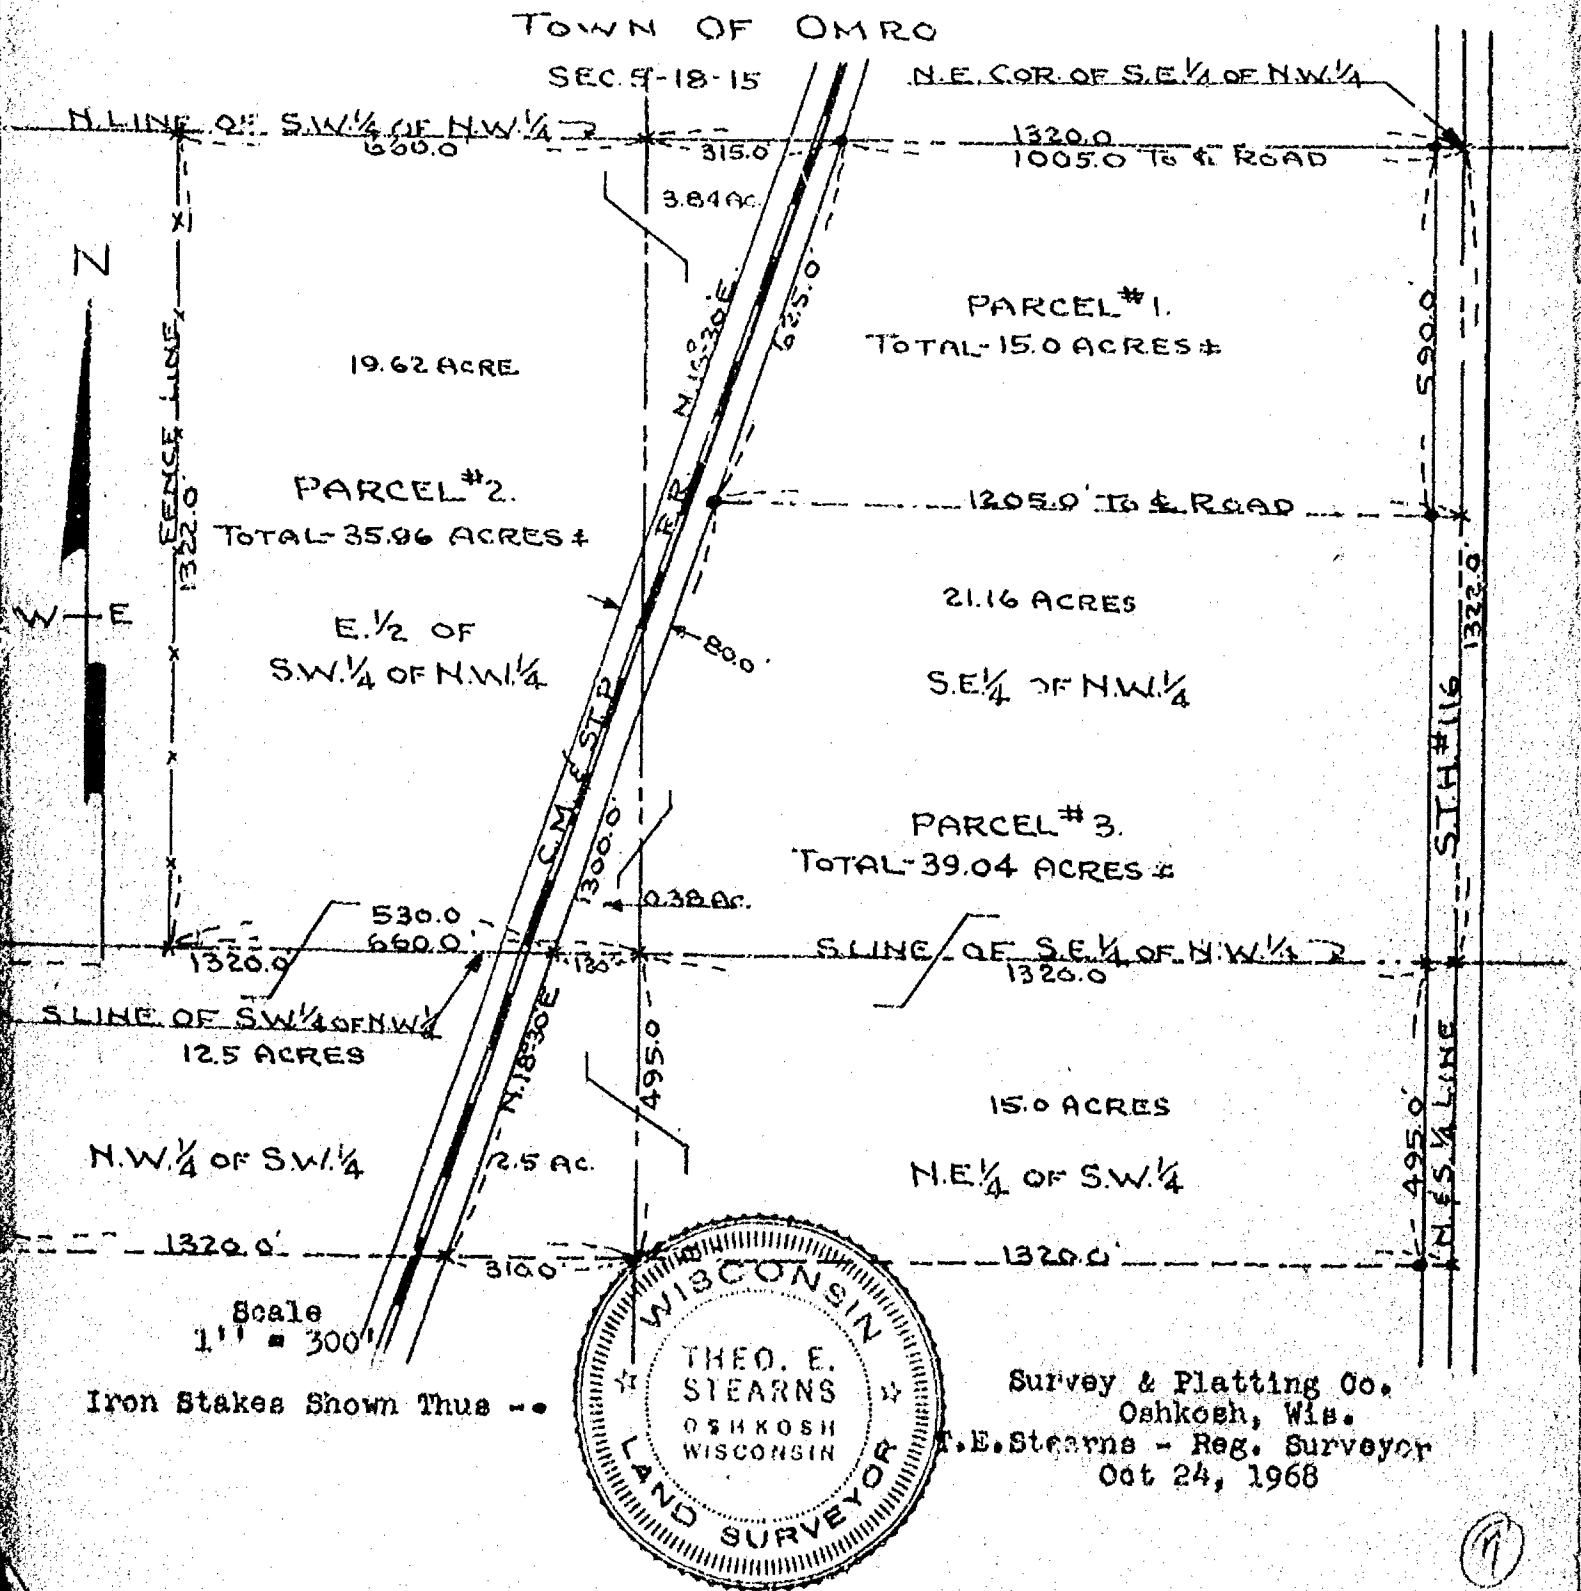 TOWN OF OMRO
SEC. 5-18-15
N.E. COR. OF S.E.¼ OF N.W.¼
N. LINE OF S.W.¼ OF N.W.¼
660.0'
315.0
1320.0
1005.0 TO ℄ ROAD
3.84 AC.
N
W E
FENCE LINE
1322.0'
19.62 ACRE
N.18°-30'E.
625.0'
PARCEL #1.
TOTAL-15.0 ACRES ±
590.0'
PARCEL #2.
TOTAL-35.96 ACRES ±
R.R.
1205.0' TO ℄ ROAD
E.½ OF
S.W.¼ OF N.W.¼
80.0'
21.16 ACRES
S.E.¼ OF N.W.¼
1322.0'
S.T.H. #116
C.M. & ST. P.
1300.0'
0.38 AC.
PARCEL #3.
TOTAL-39.04 ACRES ±
530.0
660.0'
1320.0
130'
S. LINE OF S.E.¼ OF N.W.¼
1320.0
S. LINE OF S.W.¼ OF N.W.¼
12.5 ACRES
N.18°-30'E
495.0
15.0 ACRES
N.W.¼ OF S.W.¼
2.5 AC.
N.E.¼ OF S.W.¼
495.0'
N. & S. ¼ LINE
1320.0'
310.0'
1320.0'
Scale
1'' = 300'
Iron Stakes Shown Thus -●
WISCONSIN
THEO. E.
STEARNS
OSHKOSH
WISCONSIN
LAND SURVEYOR
Survey & Platting Co.
Oshkosh, Wis.
T.E.Stearns - Reg. Surveyor
Oct 24, 1968